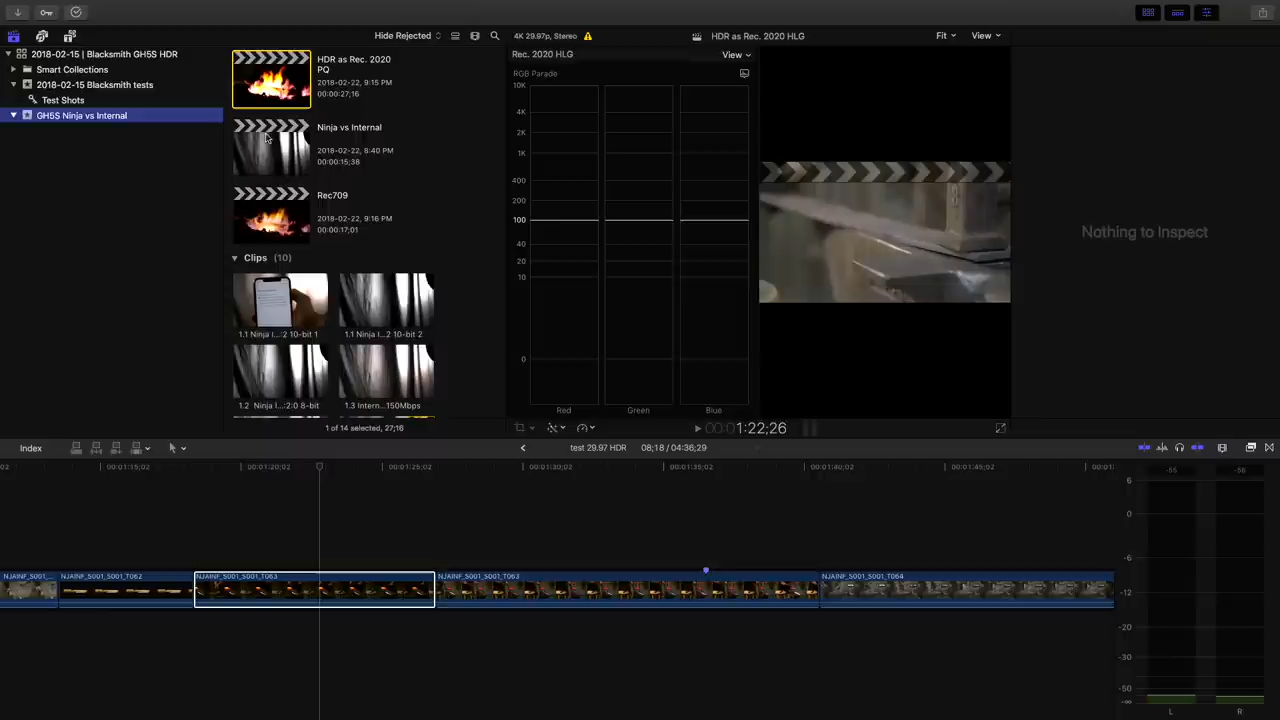 Hide Rejected
4K 29.97p, Stereo
HDR as Rec. 2020 HLG
Fit
View
2018-02-15 | Blacksmith GH5S HDR
Smart Collections
2018-02-15 Blacksmith tests
Test Shots
GH5S Ninja vs Internal
HDR as Rec. 2020
PQ
2018-02-22, 9:15 PM
00:00:27;16
Ninja vs Internal
2018-02-22, 8:40 PM
00:00:15;38
Rec709
2018-02-22, 9:16 PM
00:00:17;01
Clips (10)
1.1 Ninja I...:2 10-bit 1
1.1 Ninja I...2 10-bit 2
1.2 Ninja I...:2:0 8-bit
1.3 Intern...150Mbps
1 of 14 selected, 27;16
Rec. 2020 HLG
View
RGB Parade
10K
4K
2K
1K
400
200
100
40
20
10
0
Red
Green
Blue
00:01:22;26
Nothing to Inspect
Index
test 29.97 HDR
08;18 / 04:36;29
02
00:01:15;02
00:01:20;02
00:01:25;02
00:01:30;02
00:01:35;02
00:01:40;02
00:01:45;02
00:01:
NJAINF_S001_...
NJAINF_S001_S001_T062
NJAINF_S001_S001_T063
NJAINF_S001_S001_T063
NJAINF_S001_S001_T064
-55
-56
6
0
-6
-12
-20
-30
-50
-∞
L
R